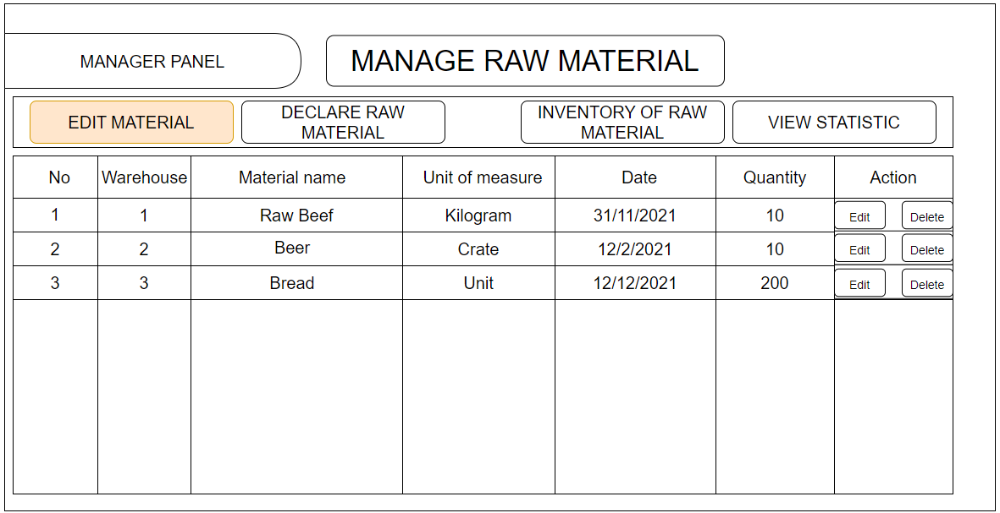 MANAGER PANEL
MANAGE RAW MATERIAL
EDIT MATERIAL
DECLARE RAW
MATERIAL
INVENTORY OF RAW
MATERIAL
VIEW STATISTIC
No Warehouse Material name Unit of measure Date Quantity Action
1 1 Raw Beef Kilogram 31/11/2021 10 Edit Delete
2 2 Beer Crate 12/2/2021 10 Edit Delete
3 3 Bread Unit 12/12/2021 200 Edit Delete